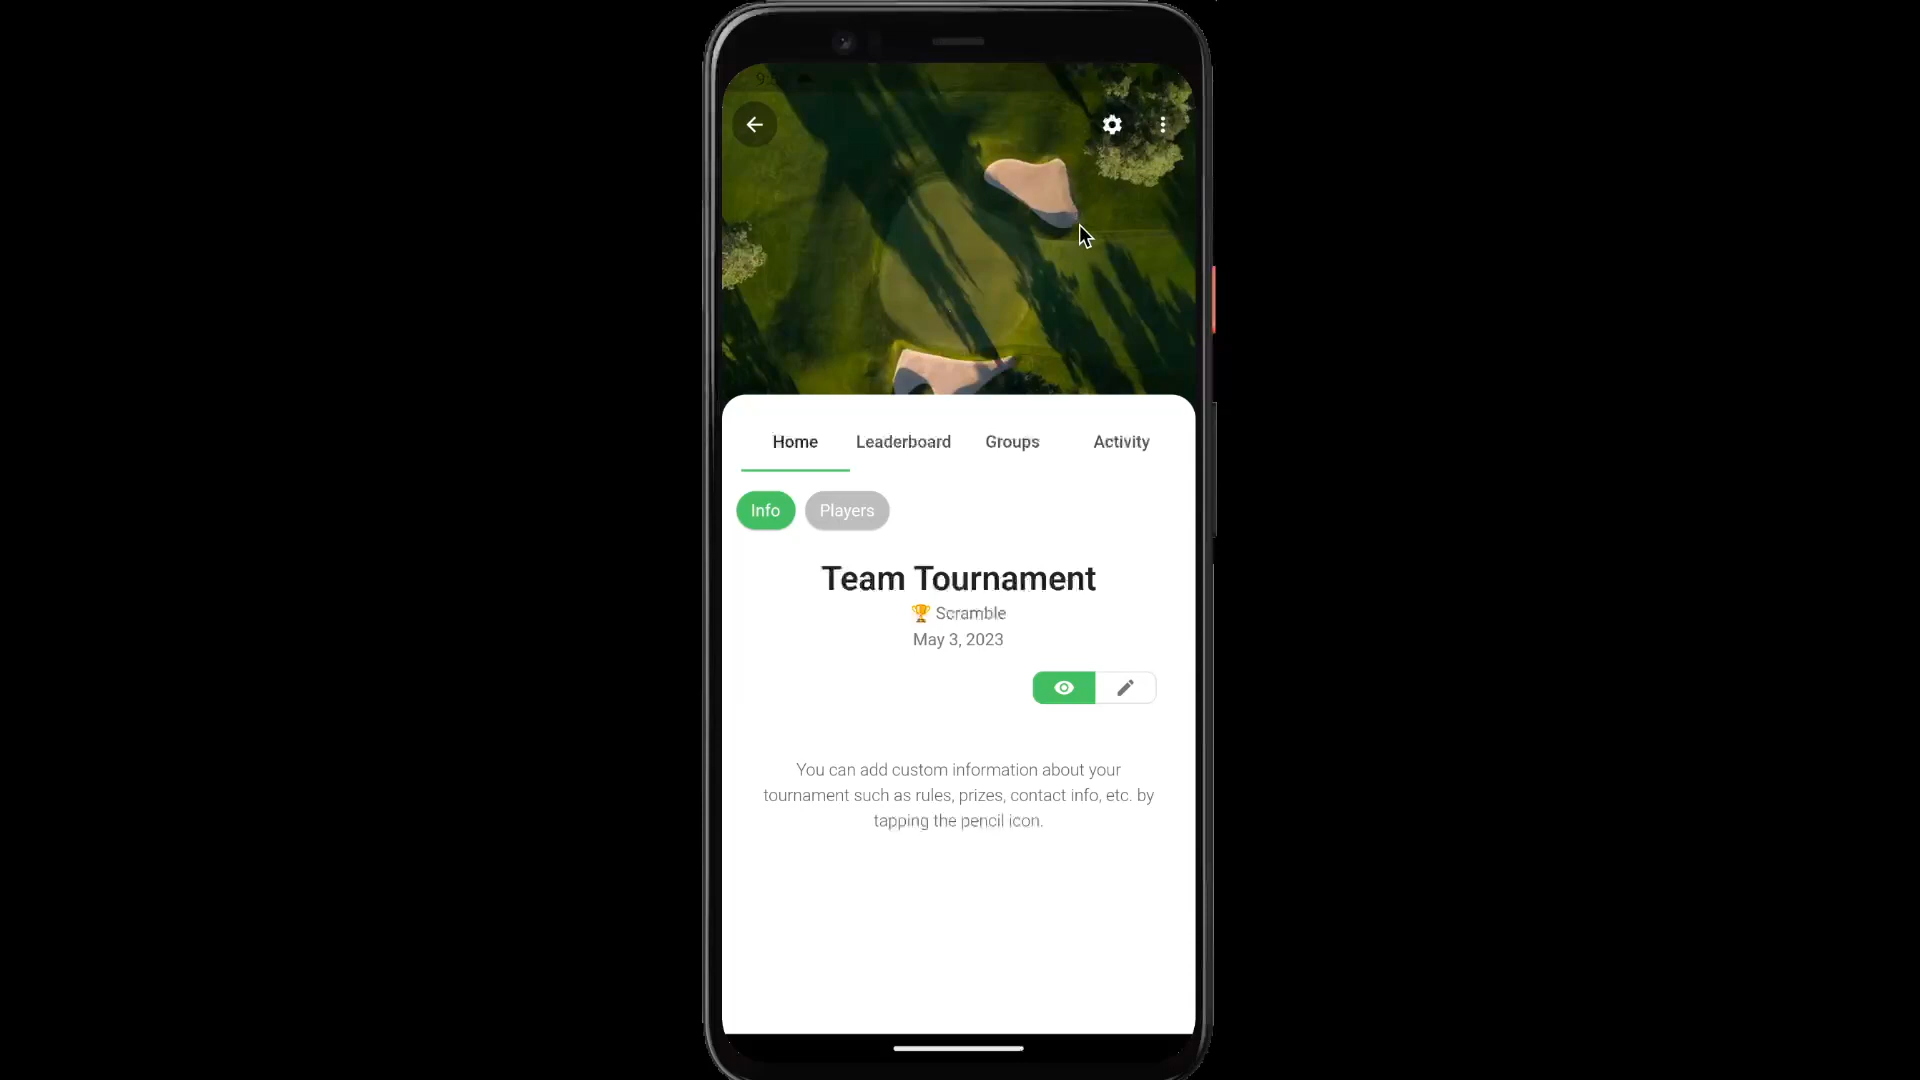 Home Leaderboard Groups Activity
Info Players
Team Tournament
🏆 Scramble
May 3, 2023
You can add custom information about your
tournament such as rules, prizes, contact info, etc. by
tapping the pencil icon.